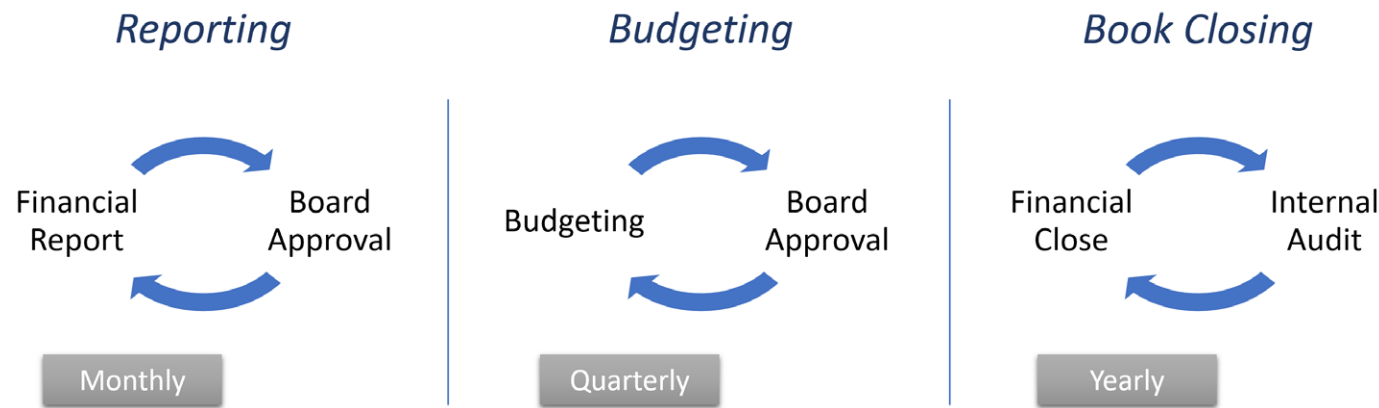 Reporting
Budgeting
Book Closing
Financial
Report
Board
Approval
Budgeting
Board
Approval
Financial
Close
Internal
Audit
Monthly
Quarterly
Yearly